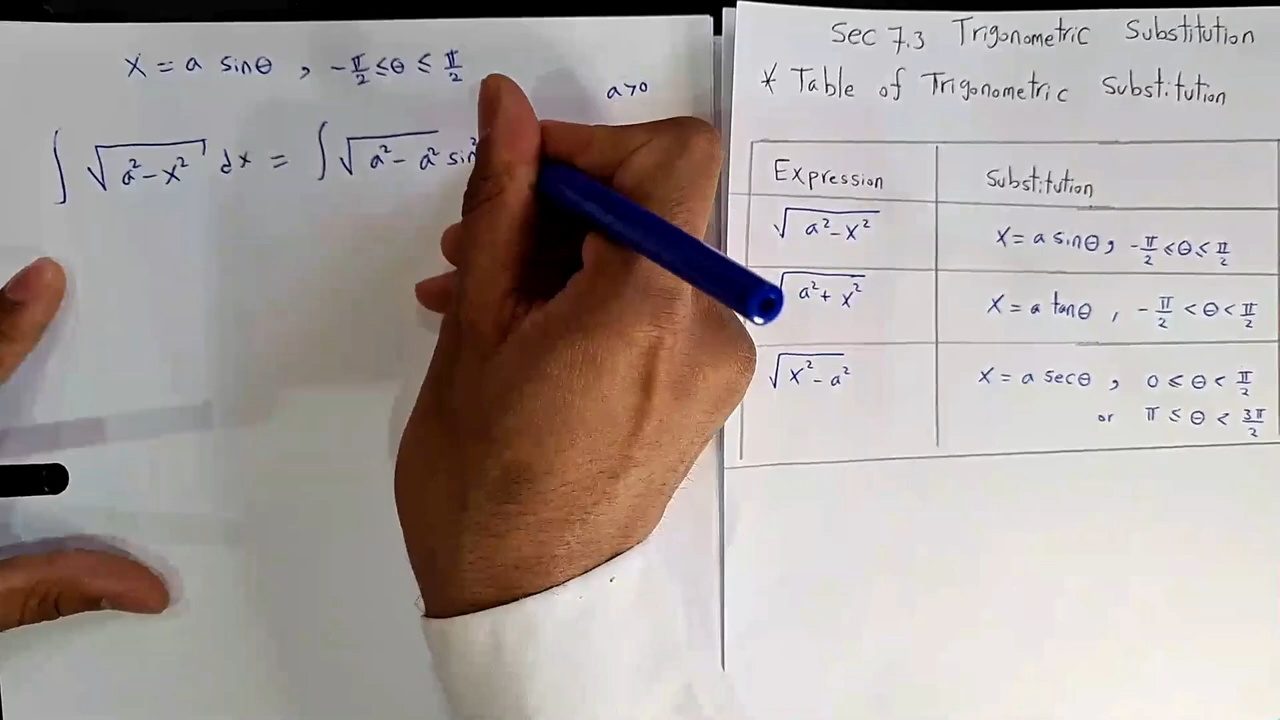 x = a sinθ , -π/2 ≤ θ ≤ π/2
a>0
∫ √(a²-x²) dx = ∫ √(a²-a² sin²
Sec 7.3 Trigonometric Substitution
* Table of Trigonometric Substitution
Expression Substitution
√(a²-x²) x = a sinθ, -π/2 ≤ θ ≤ π/2
√(a²+x²) x = a tanθ , -π/2 < θ < π/2
√(x²-a²) x = a secθ , 0 ≤ θ < π/2
or π ≤ θ < 3π/2